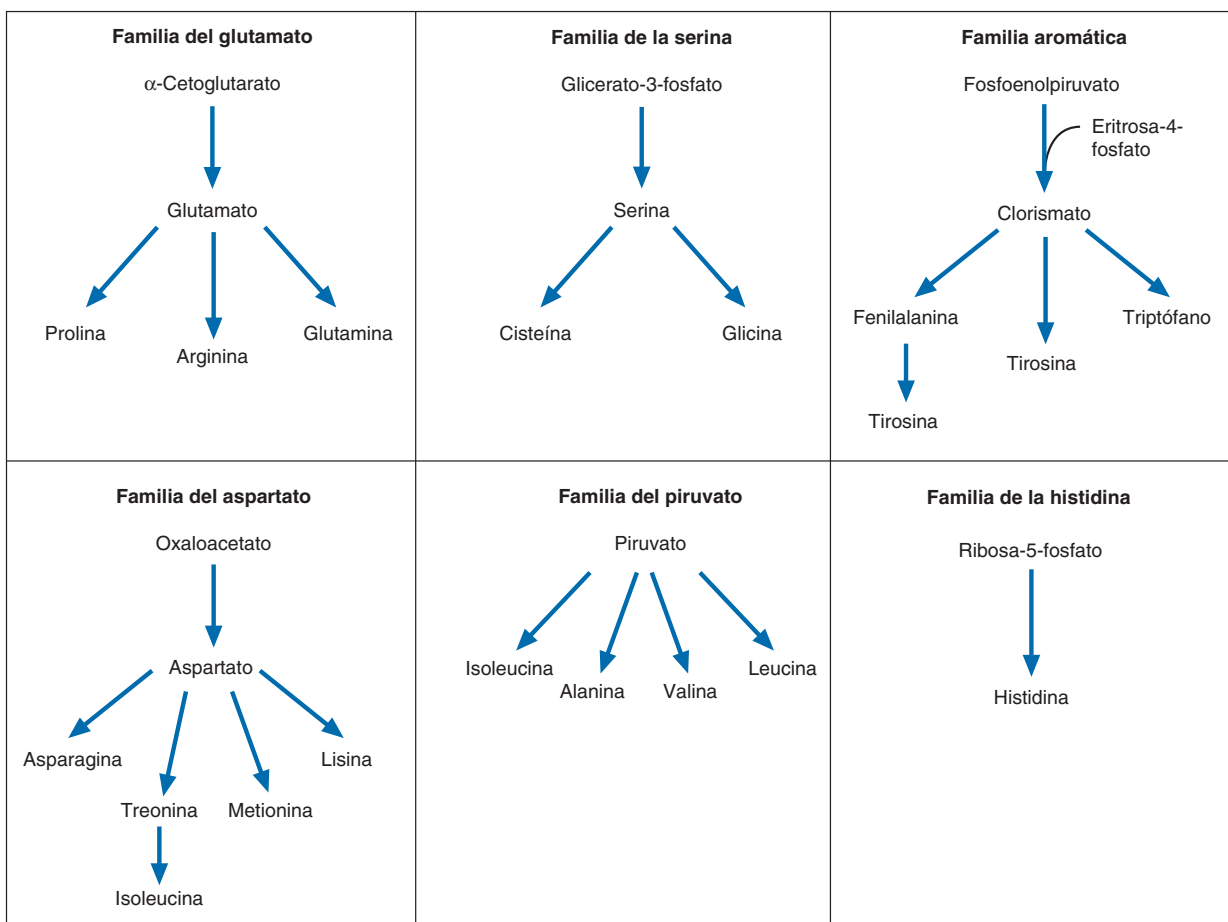 Familia del glutamato
α-Cetoglutarato
Glutamato
Prolina
Arginina
Glutamina
Familia de la serina
Glicerato-3-fosfato
Serina
Cisteína
Glicina
Familia aromática
Fosfoenolpiruvato
Eritrosa-4-
fosfato
Clorismato
Fenilalanina
Tirosina
Triptófano
Tirosina
Familia del aspartato
Oxaloacetato
Aspartato
Asparagina
Treonina
Metionina
Lisina
Isoleucina
Familia del piruvato
Piruvato
Isoleucina
Alanina
Valina
Leucina
Familia de la histidina
Ribosa-5-fosfato
Histidina